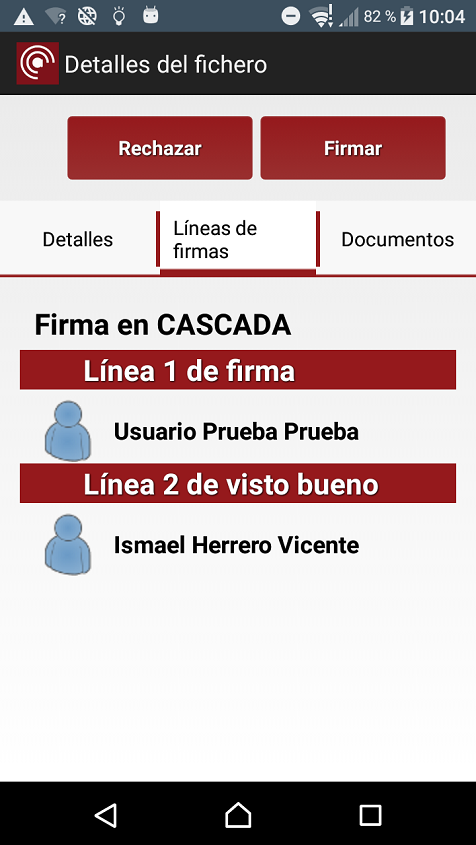 82 % 10:04
Detalles del fichero
Rechazar
Firmar
Detalles
Líneas de
firmas
Documentos
Firma en CASCADA
Línea 1 de firma
Usuario Prueba Prueba
Línea 2 de visto bueno
Ismael Herrero Vicente